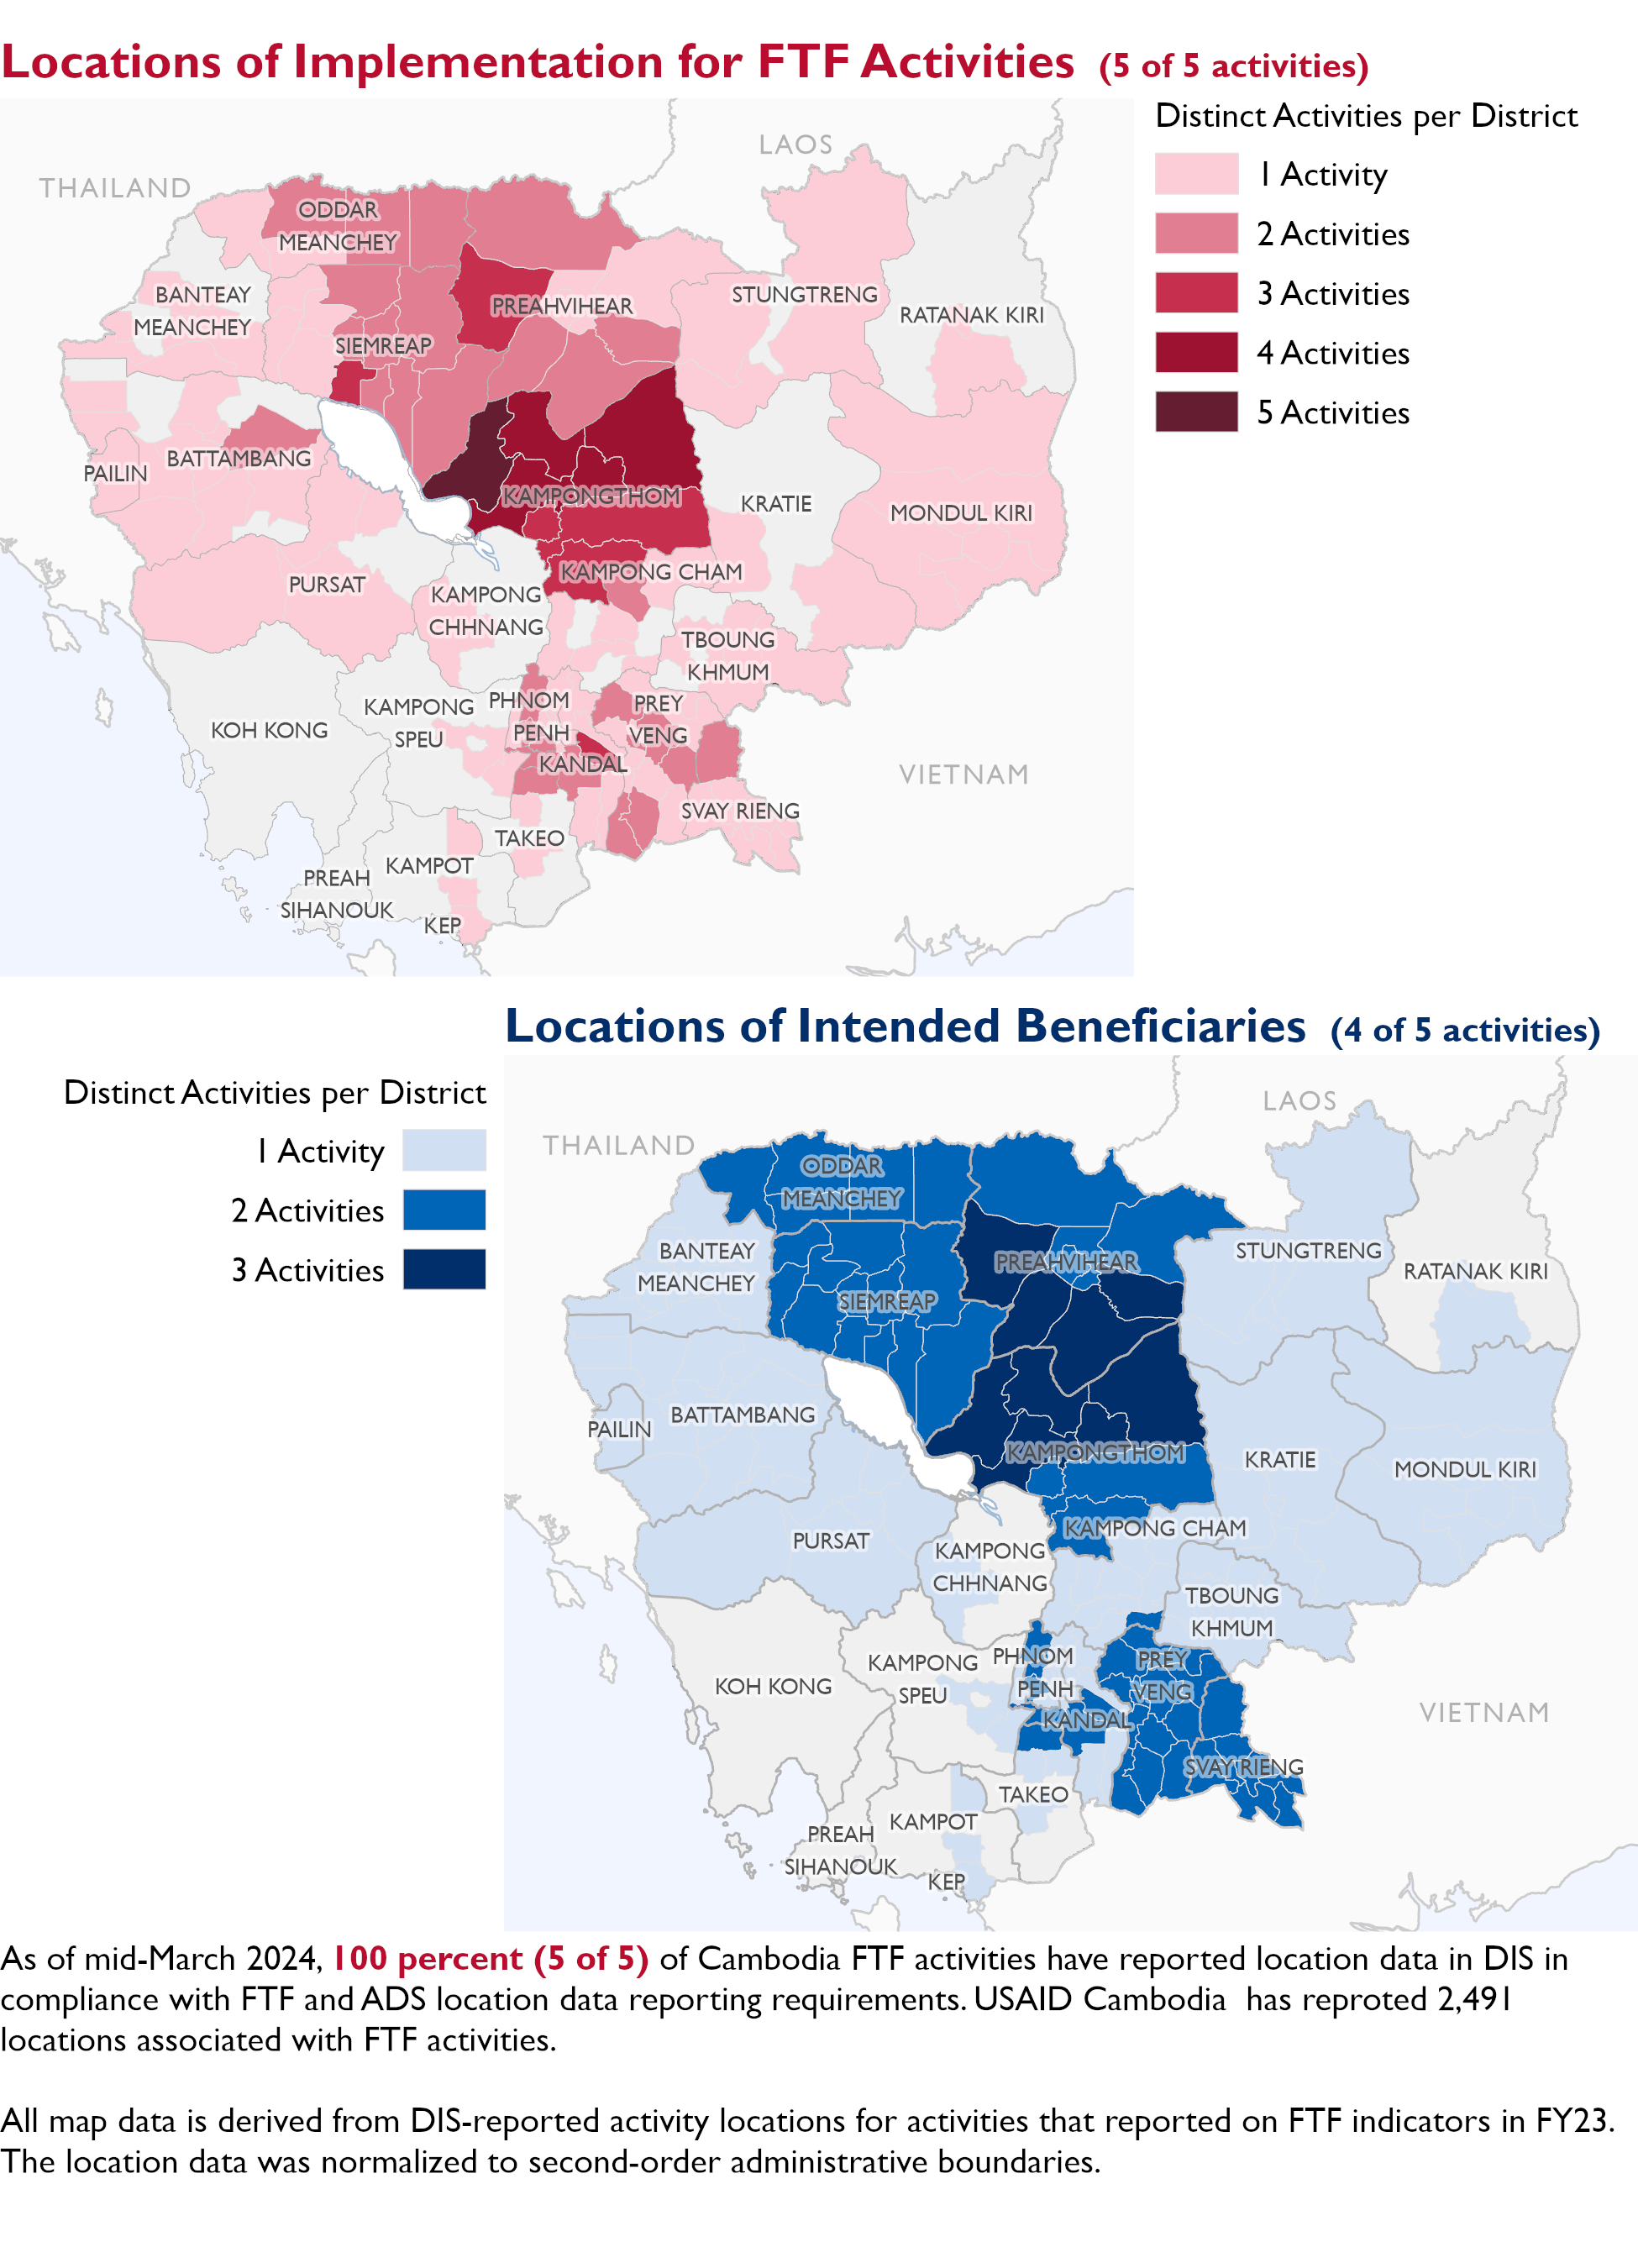 Locations of Implementation for FTF Activities (5 of 5 activities)
Distinct Activities per District
1 Activity
2 Activities
3 Activities
4 Activities
5 Activities
LAOS
THAILAND
ODDAR
MEANCHEY
BANTEAY
MEANCHEY
PREAHVIHEAR
STUNGTRENG
RATANAK KIRI
SIEMREAP
PAILIN
BATTAMBANG
KAMPONGTHOM
KRATIE
MONDUL KIRI
PURSAT
KAMPONG
CHHNANG
KAMPONG CHAM
TBOUNG
KHMUM
KOH KONG
KAMPONG
SPEU
PHNOM
PENH
PREY
VENG
KANDAL
VIETNAM
SVAY RIENG
TAKEO
KAMPOT
PREAH
SIHANOUK
KEP
Locations of Intended Beneficiaries (4 of 5 activities)
Distinct Activities per District
1 Activity
2 Activities
3 Activities
LAOS
THAILAND
ODDAR
MEANCHEY
BANTEAY
MEANCHEY
PREAHVIHEAR
STUNGTRENG
RATANAK KIRI
SIEMREAP
PAILIN
BATTAMBANG
KAMPONGTHOM
KRATIE
MONDUL KIRI
PURSAT
KAMPONG
CHHNANG
KAMPONG CHAM
TBOUNG
KHMUM
KOH KONG
KAMPONG
SPEU
PHNOM
PENH
PREY
VENG
KANDAL
VIETNAM
SVAY RIENG
TAKEO
KAMPOT
PREAH
SIHANOUK
KEP
As of mid-March 2024, 100 percent (5 of 5) of Cambodia FTF activities have reported location data in DIS in
compliance with FTF and ADS location data reporting requirements. USAID Cambodia has reproted 2,491
locations associated with FTF activities.
All map data is derived from DIS-reported activity locations for activities that reported on FTF indicators in FY23.
The location data was normalized to second-order administrative boundaries.